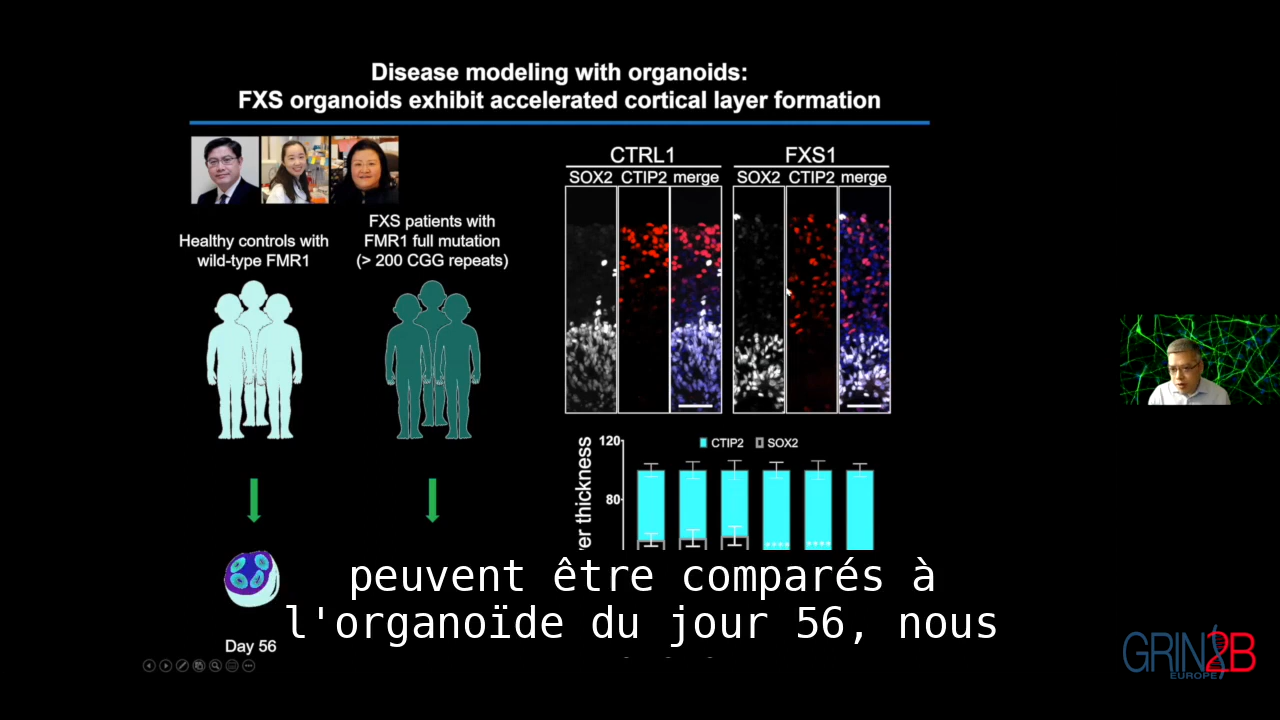 Disease modeling with organoids:
FXS organoids exhibit accelerated cortical layer formation
Healthy controls with
wild-type FMR1
FXS patients with
FMR1 full mutation
(> 200 CGG repeats)
CTRL1
FXS1
SOX2 CTIP2 merge
SOX2 CTIP2 merge
120
CTIP2 SOX2
80
thickness
Day 56
peuvent être comparés à
l'organoïde du jour 56, nous
GRIN2B
EUROPE